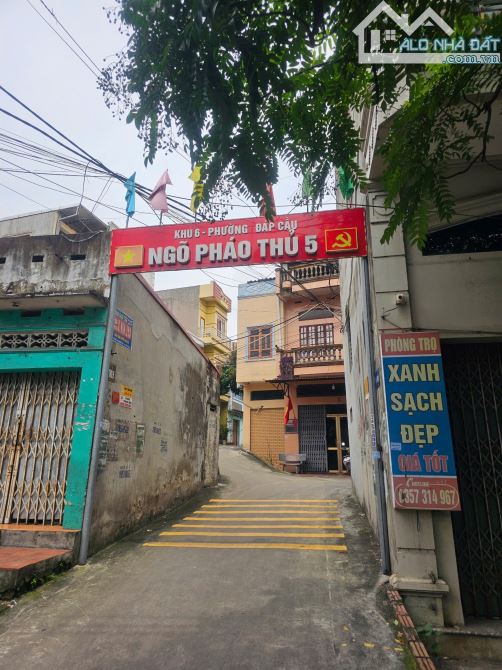 ALO NHÀ ĐẤT
.com.vn
KHU 6 - PHƯỜNG ĐÁP CẦU
NGÕ PHÁO THỦ 5
PHÒNG TRỌ
XANH
SẠCH
ĐẸP
GIÁ TỐT
0357 314 967